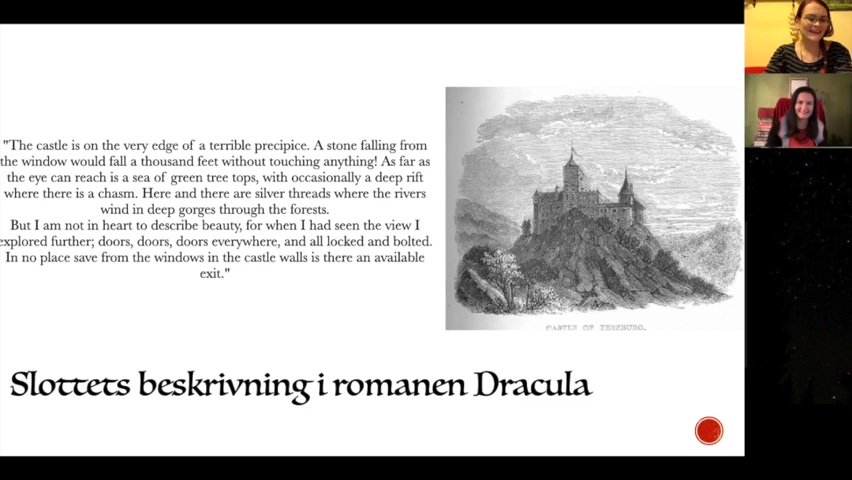 "The castle is on the very edge of a terrible precipice. A stone falling from
the window would fall a thousand feet without touching anything! As far as
the eye can reach is a sea of green tree tops, with occasionally a deep rift
where there is a chasm. Here and there are silver threads where the rivers
wind in deep gorges through the forests.
But I am not in heart to describe beauty, for when I had seen the view I
explored further; doors, doors, doors everywhere, and all locked and bolted.
In no place save from the windows in the castle walls is there an available
exit."
CASTLE OF TERZBURG.
Slottets beskrivning i romanen Dracula